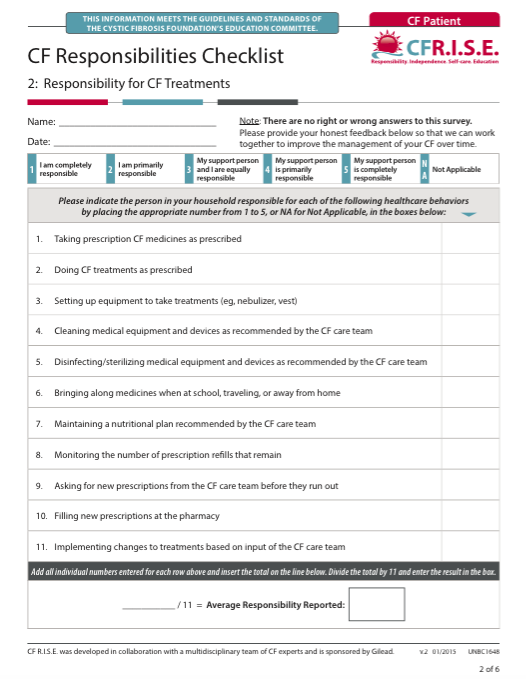 THIS INFORMATION MEETS THE GUIDELINES AND STANDARDS OF
THE CYSTIC FIBROSIS FOUNDATION'S EDUCATION COMMITTEE.
CF Patient
CF Responsibilities Checklist
CFR.I.S.E.
Responsibility. Independence. Self-care. Education
2: Responsibility for CF Treatments
Name:
Date:
Note: There are no right or wrong answers to this survey.
Please provide your honest feedback below so that we can work
together to improve the management of your CF over time.
1 I am completely responsible
2 I am primarily responsible
3 My support person and I are equally responsible
4 My support person is primarily responsible
5 My support person is completely responsible
NA Not Applicable
Please indicate the person in your household responsible for each of the following healthcare behaviors
by placing the appropriate number from 1 to 5, or NA for Not Applicable, in the boxes below:
1. Taking prescription CF medicines as prescribed
2. Doing CF treatments as prescribed
3. Setting up equipment to take treatments (eg, nebulizer, vest)
4. Cleaning medical equipment and devices as recommended by the CF care team
5. Disinfecting/sterilizing medical equipment and devices as recommended by the CF care team
6. Bringing along medicines when at school, traveling, or away from home
7. Maintaining a nutritional plan recommended by the CF care team
8. Monitoring the number of prescription refills that remain
9. Asking for new prescriptions from the CF care team before they run out
10. Filling new prescriptions at the pharmacy
11. Implementing changes to treatments based on input of the CF care team
Add all individual numbers entered for each row above and insert the total on the line below. Divide the total by 11 and enter the result in the box.
/ 11 = Average Responsibility Reported:
CF R.I.S.E. was developed in collaboration with a multidisciplinary team of CF experts and is sponsored by Gilead.
v.2 01/2015 UNBC1648
2 of 6